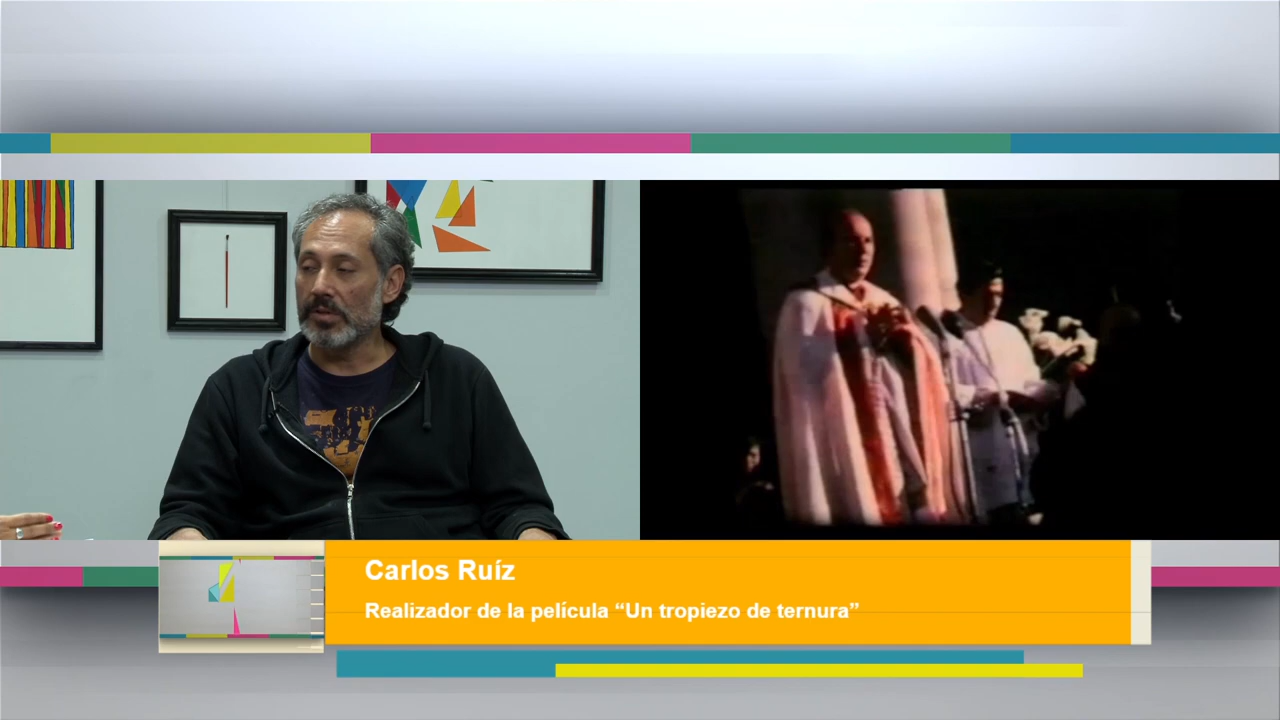 Carlos Ruíz
Realizador de la película “Un tropiezo de ternura”